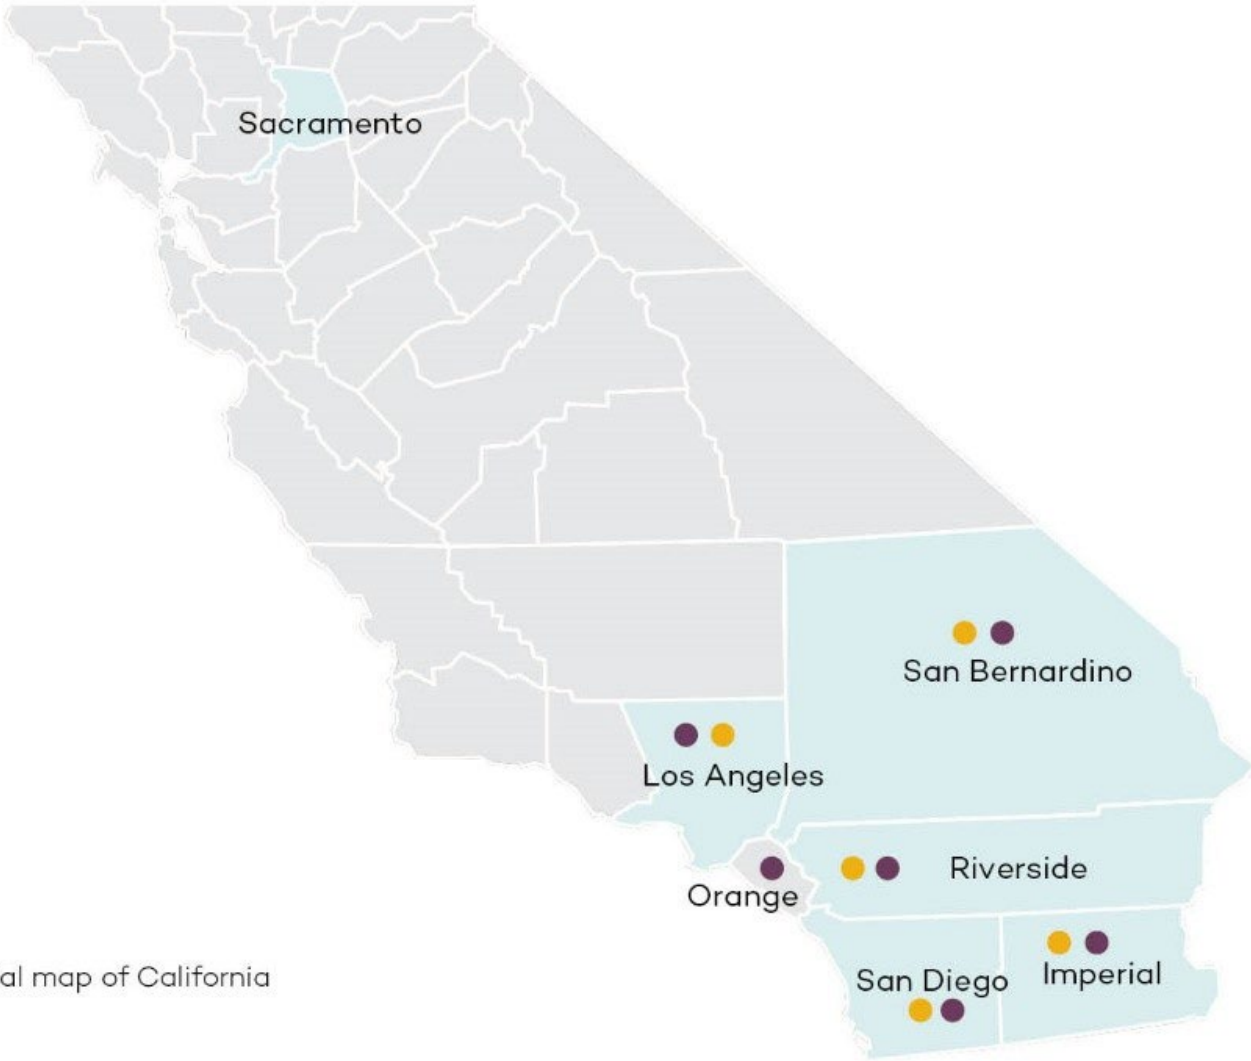 Sacramento
San Bernardino
Los Angeles
Riverside
Orange
Imperial
San Diego
al map of California